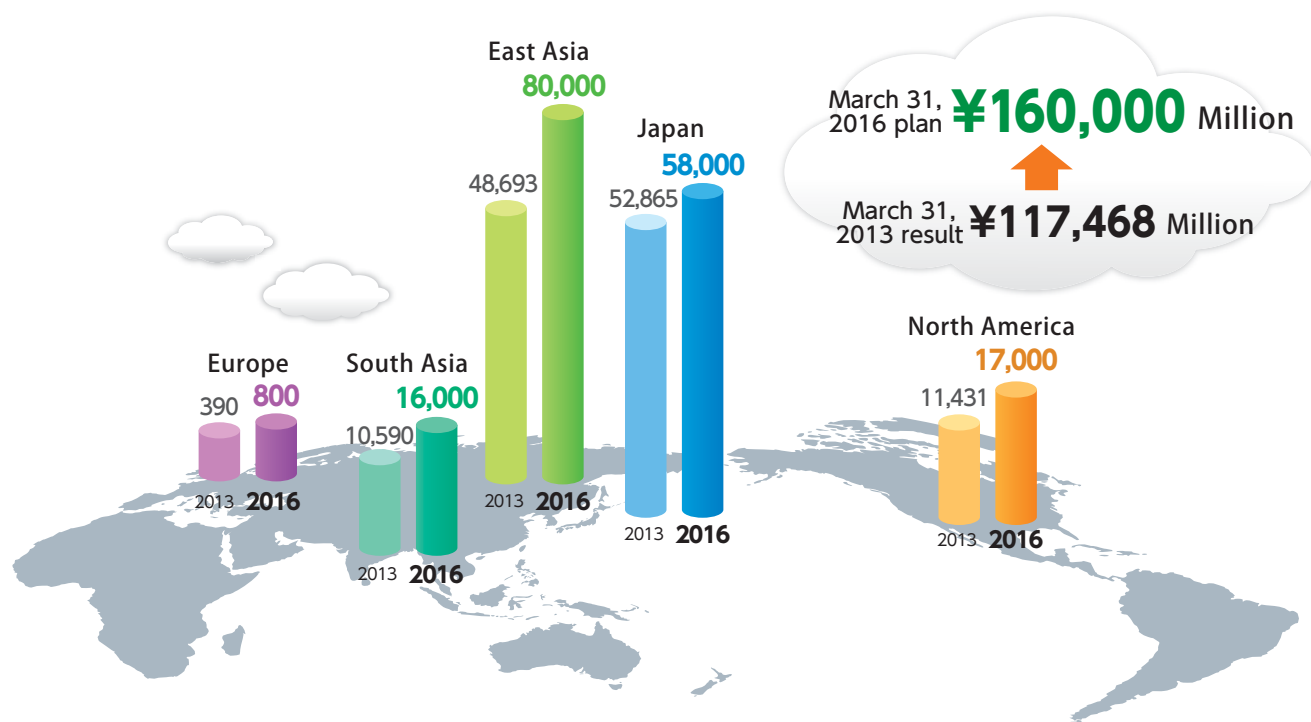 East Asia
80,000
48,693
2013 2016
Japan
58,000
52,865
2013 2016
March 31,
2016 plan ¥160,000 Million
March 31,
2013 result ¥117,468 Million
Europe
800
390
2013 2016
South Asia
16,000
10,590
2013 2016
North America
17,000
11,431
2013 2016